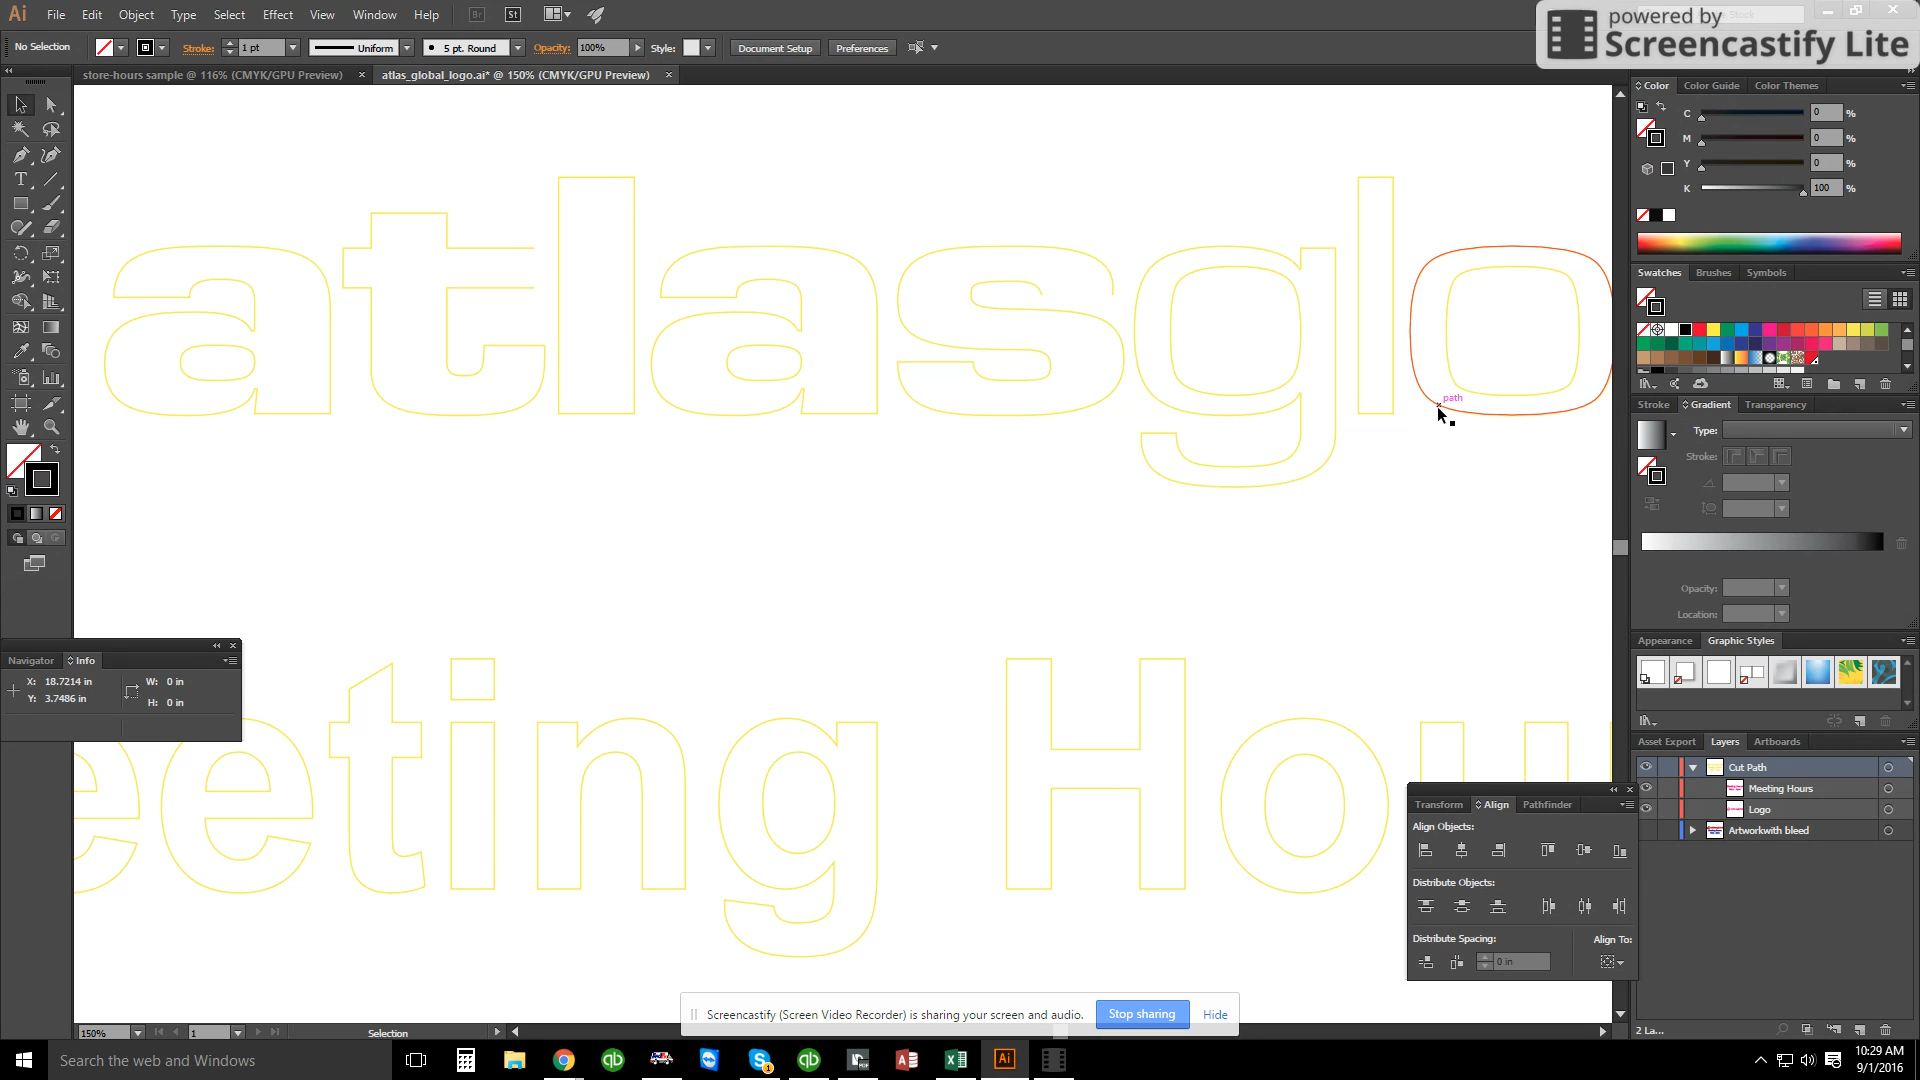 Ai File Edit Object Type Select Effect View Window Help Br St
powered by
Screencastify Lite
No Selection Stroke: 1 pt Uniform 5 pt. Round Opacity: 100% Style: Document Setup Preferences
store-hours sample @ 116% (CMYK/GPU Preview) atlas_global_logo.ai* @ 150% (CMYK/GPU Preview)
Color Color Guide Color Themes
C 0 %
M 0 %
Y 0 %
K 100 %
atlasglo
path
Swatches Brushes Symbols
Stroke Gradient Transparency
Type:
Stroke:
Opacity:
Location:
Navigator Info
X: 18.7214 in
Y: 3.7486 in
W: 0 in
H: 0 in
eeting Hou
Appearance Graphic Styles
Asset Export Layers Artboards
Cut Path
Meeting Hours
Logo
Artworkwith bleed
2 La...
Transform Align Pathfinder
Align Objects:
Distribute Objects:
Distribute Spacing:
Align To:
0 in
Screencastify (Screen Video Recorder) is sharing your screen and audio. Stop sharing Hide
150% 1 Selection
Search the web and Windows
10:29 AM
9/1/2016